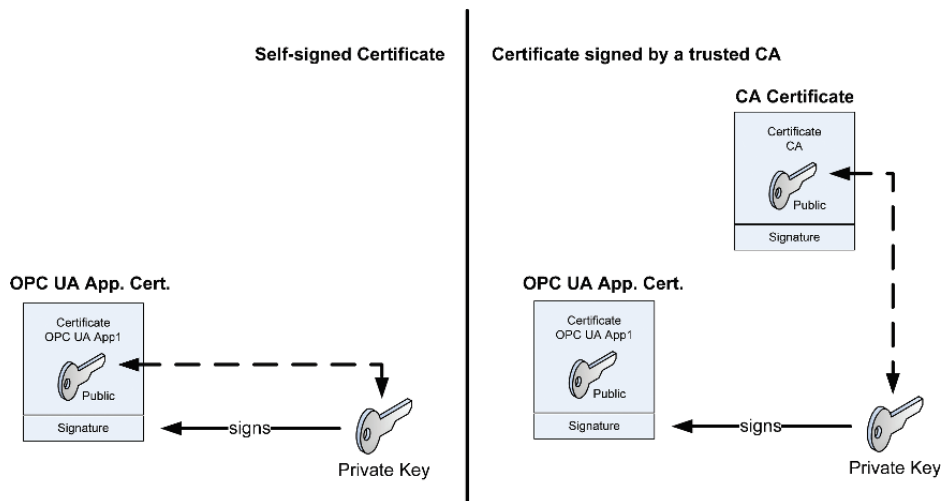 Self-signed Certificate
OPC UA App. Cert.
Certificate
OPC UA App1
Public
Signature
signs
Private Key
Certificate signed by a trusted CA
CA Certificate
Certificate
CA
Public
Signature
OPC UA App. Cert.
Certificate
OPC UA App1
Public
Signature
signs
Private Key